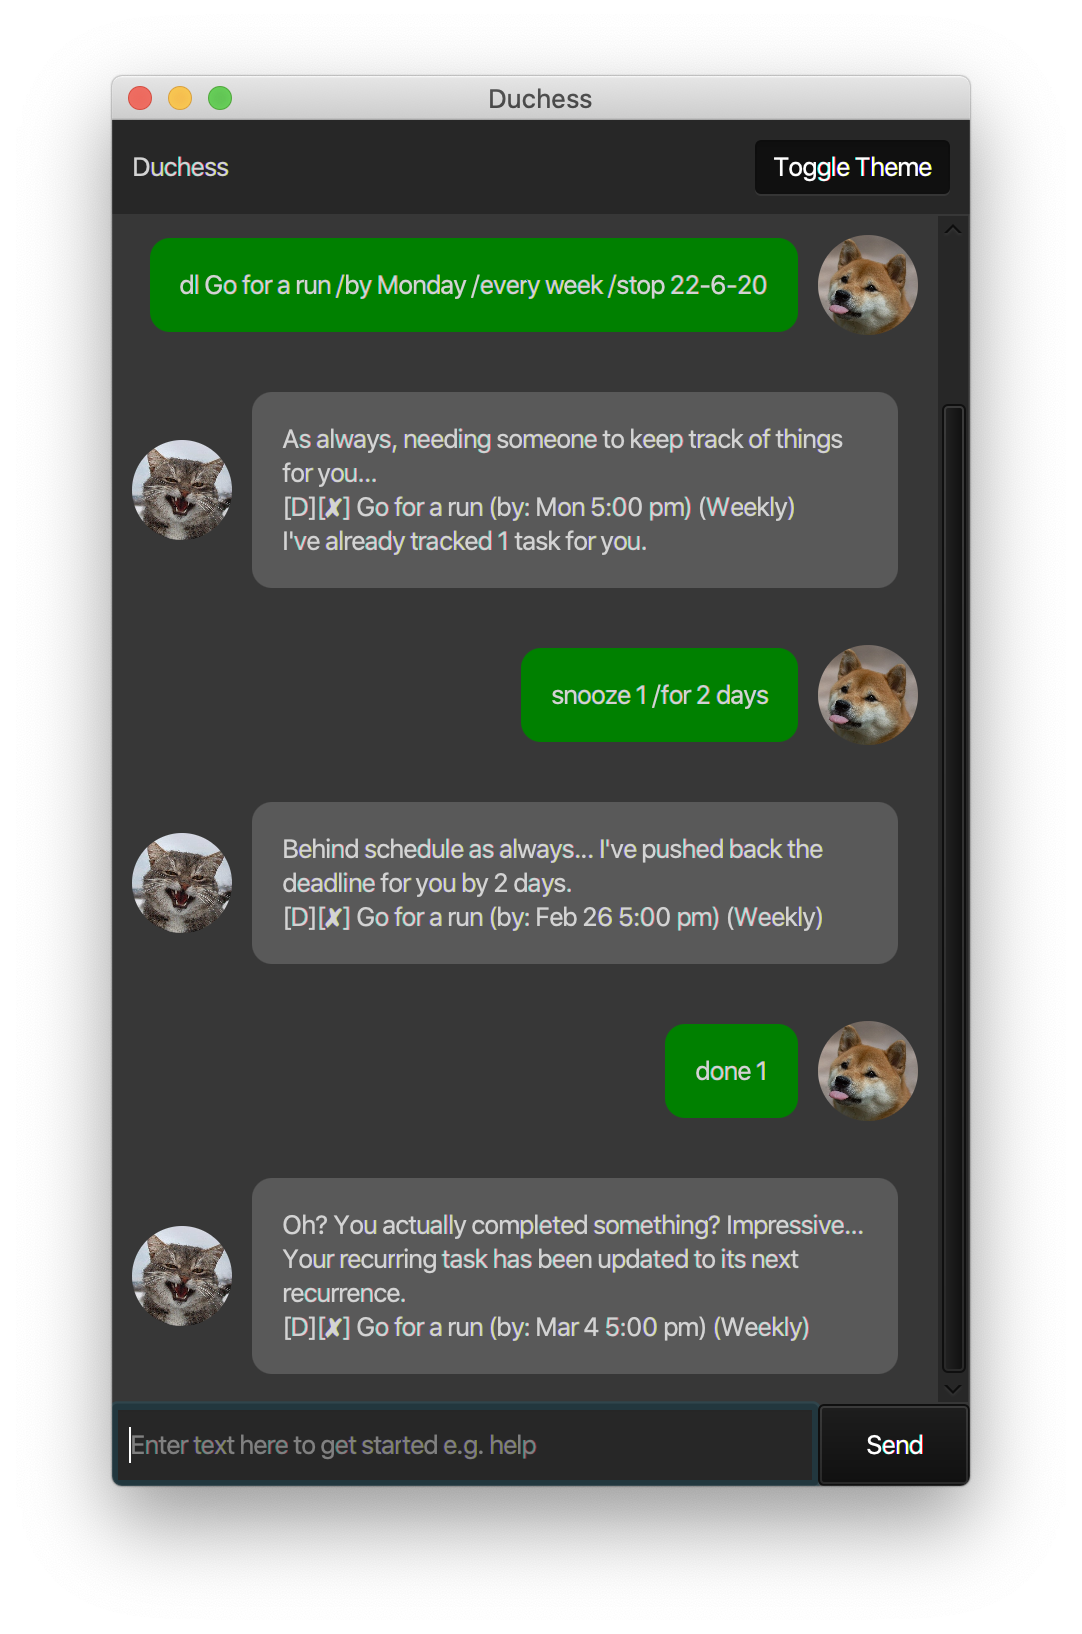 Duchess
Duchess
Toggle Theme
dl Go for a run /by Monday /every week /stop 22-6-20
As always, needing someone to keep track of things
for you...
[D][✘] Go for a run (by: Mon 5:00 pm) (Weekly)
I've already tracked 1 task for you.
snooze 1 /for 2 days
Behind schedule as always... I've pushed back the
deadline for you by 2 days.
[D][✘] Go for a run (by: Feb 26 5:00 pm) (Weekly)
done 1
Oh? You actually completed something? Impressive...
Your recurring task has been updated to its next
recurrence.
[D][✘] Go for a run (by: Mar 4 5:00 pm) (Weekly)
Enter text here to get started e.g. help
Send